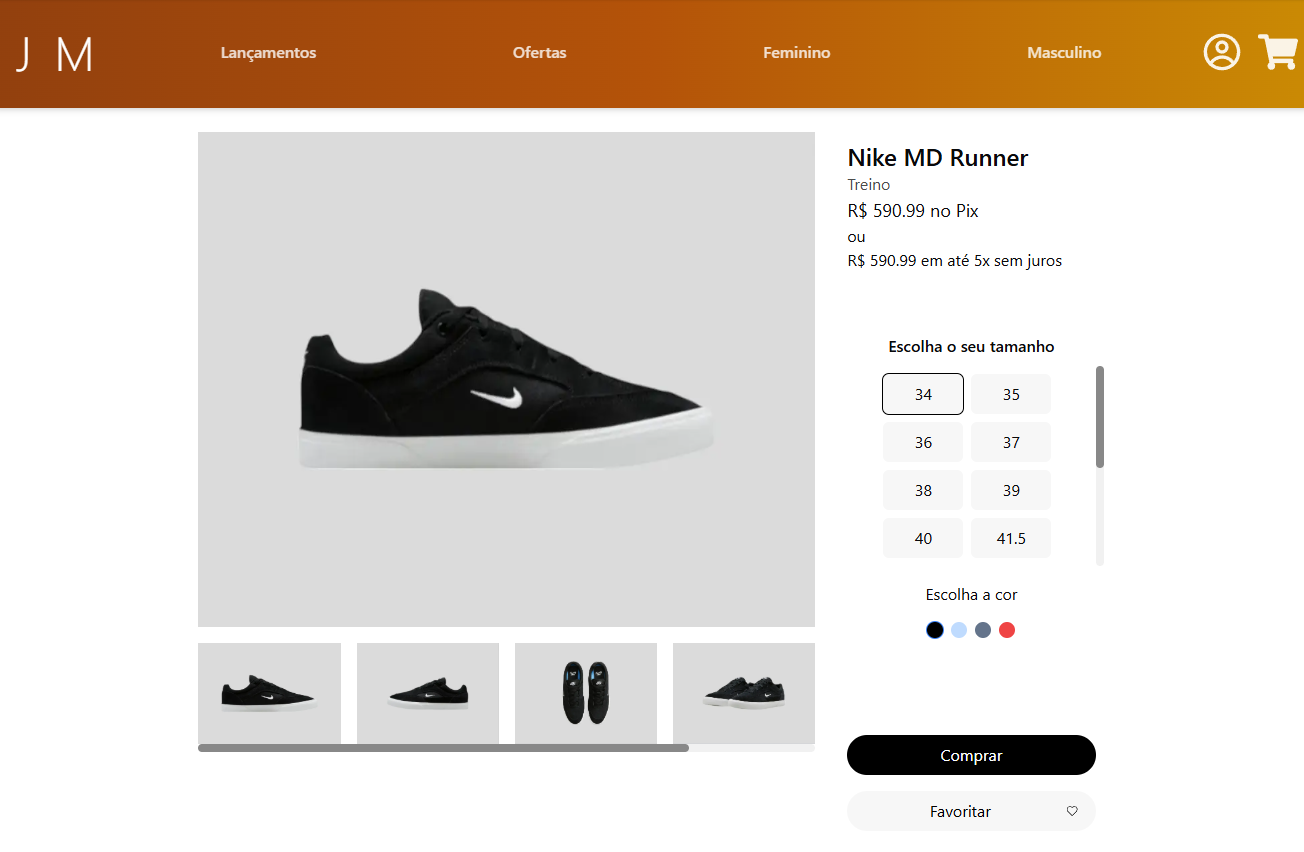 J M
Lançamentos
Ofertas
Feminino
Masculino
Nike MD Runner
Treino
R$ 590.99 no Pix
ou
R$ 590.99 em até 5x sem juros
Escolha o seu tamanho
34 35
36 37
38 39
40 41.5
Escolha a cor
Comprar
Favoritar